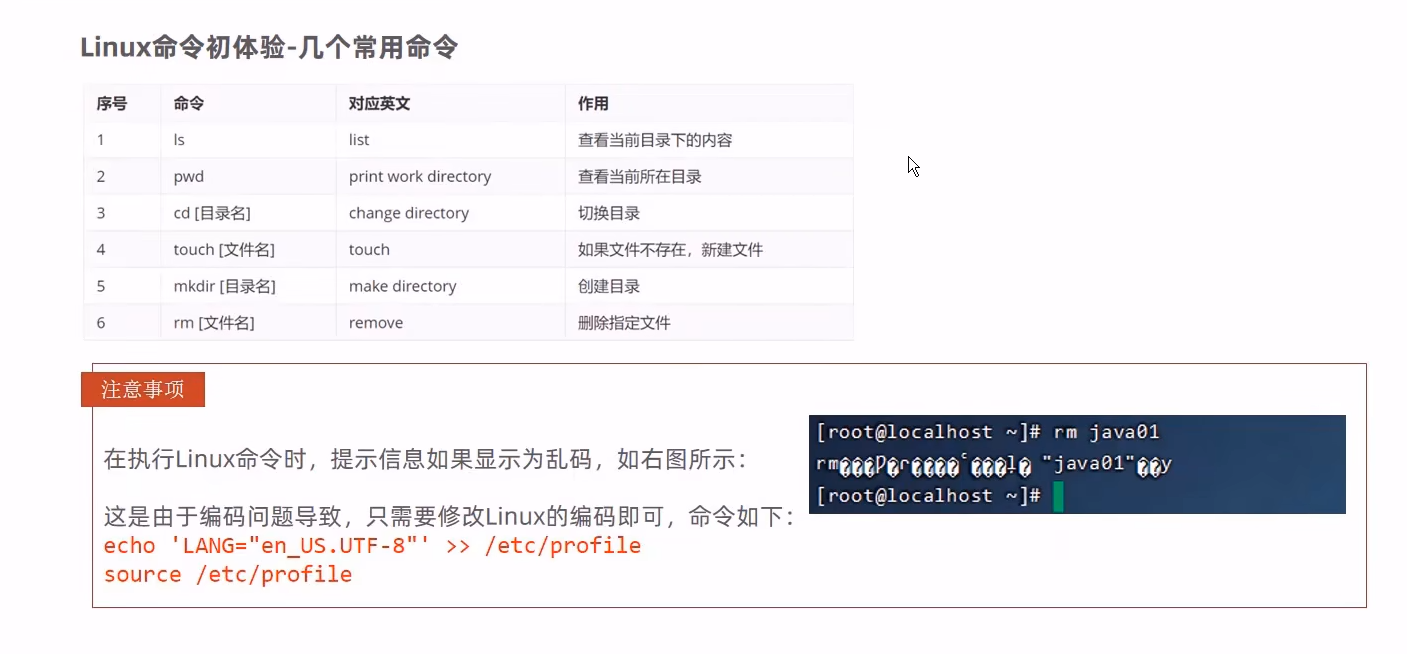 Linux命令初体验-几个常用命令
序号 命令 对应英文 作用
1 ls list 查看当前目录下的内容
2 pwd print work directory 查看当前所在目录
3 cd [目录名] change directory 切换目录
4 touch [文件名] touch 如果文件不存在，新建文件
5 mkdir [目录名] make directory 创建目录
6 rm [文件名] remove 删除指定文件
注意事项
在执行Linux命令时，提示信息如果显示为乱码，如右图所示：
这是由于编码问题导致，只需要修改Linux的编码即可，命令如下：
echo 'LANG="en_US.UTF-8"' >> /etc/profile
source /etc/profile
[root@localhost ~]# rm java01
rm���D�r����ʿ���ļ� "java01"��y
[root@localhost ~]#